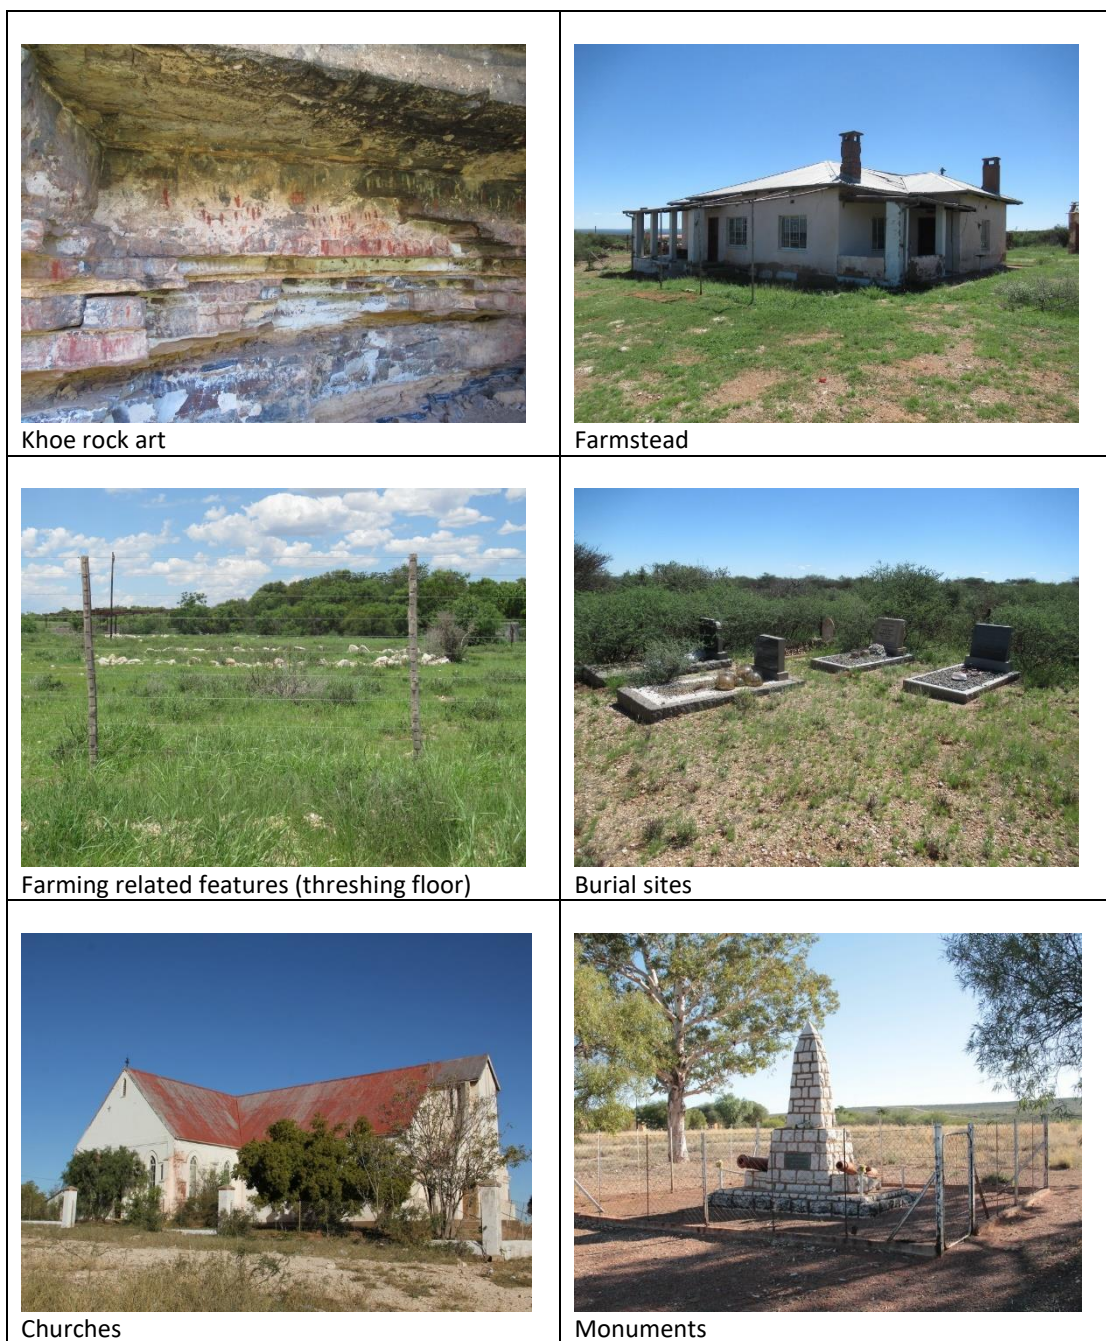 Khoe rock art
Farmstead
Farming related features (threshing floor)
Burial sites
Churches
Monuments